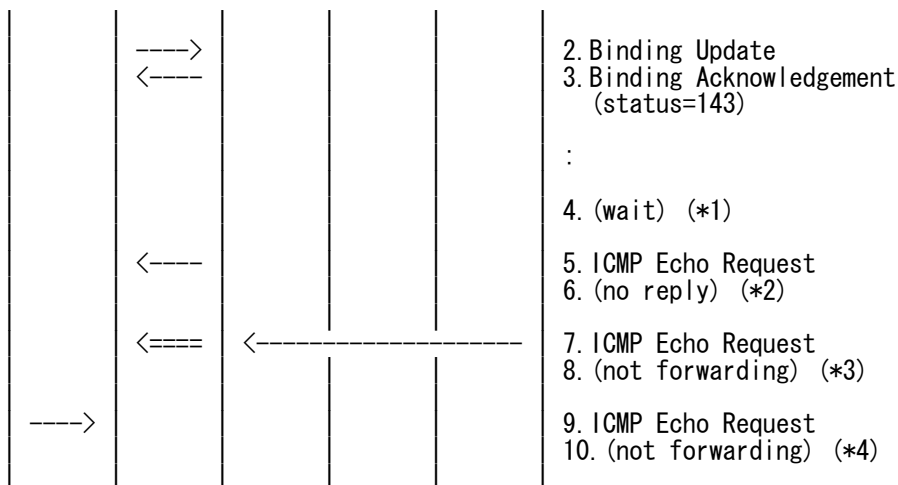 ----> 2.Binding Update
<---- 3.Binding Acknowledgement
(status=143)
:
4.(wait) (*1)
<---- 5.ICMP Echo Request
6.(no reply) (*2)
<==== <---------------------- 7.ICMP Echo Request
8.(not forwarding) (*3)
----> 9.ICMP Echo Request
10.(not forwarding) (*4)